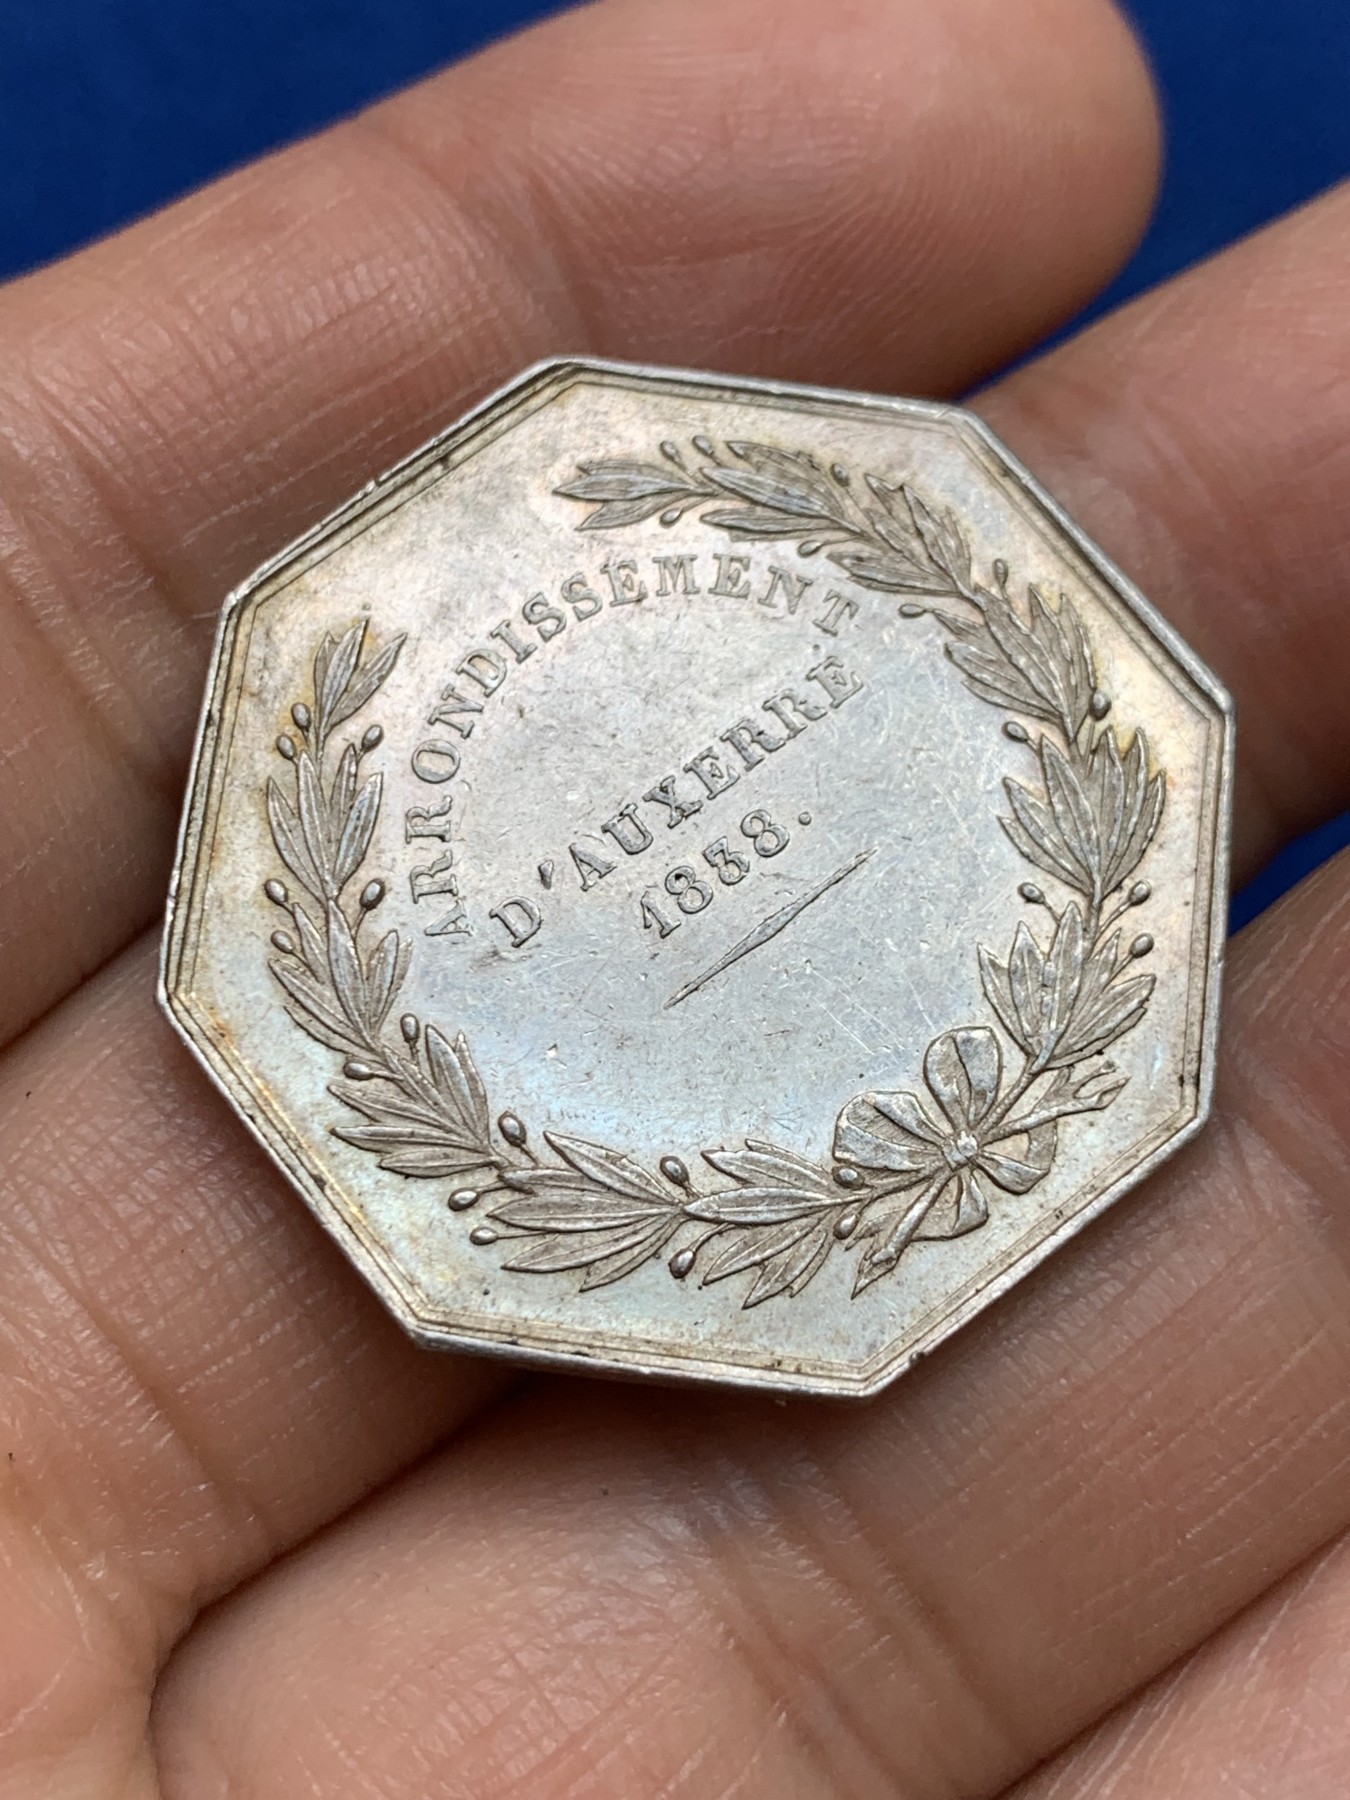 ARRONDISSEMENT
D'AUXERRE
1838.